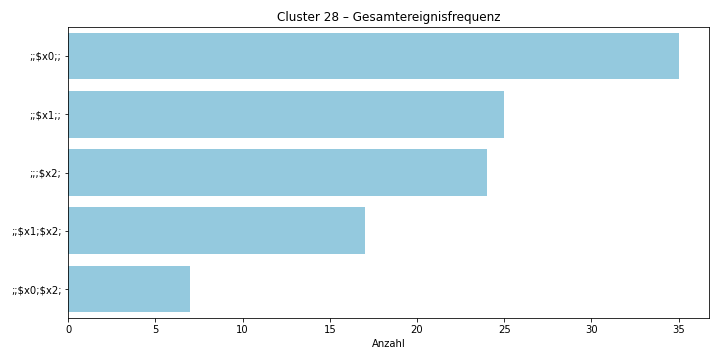 Cluster 28 – Gesamtereignisfrequenz
;;$x0;;
;;$x1;;
;;;$x2;
;;$x1;$x2;
;;$x0;$x2;
0 5 10 15 20 25 30 35
Anzahl